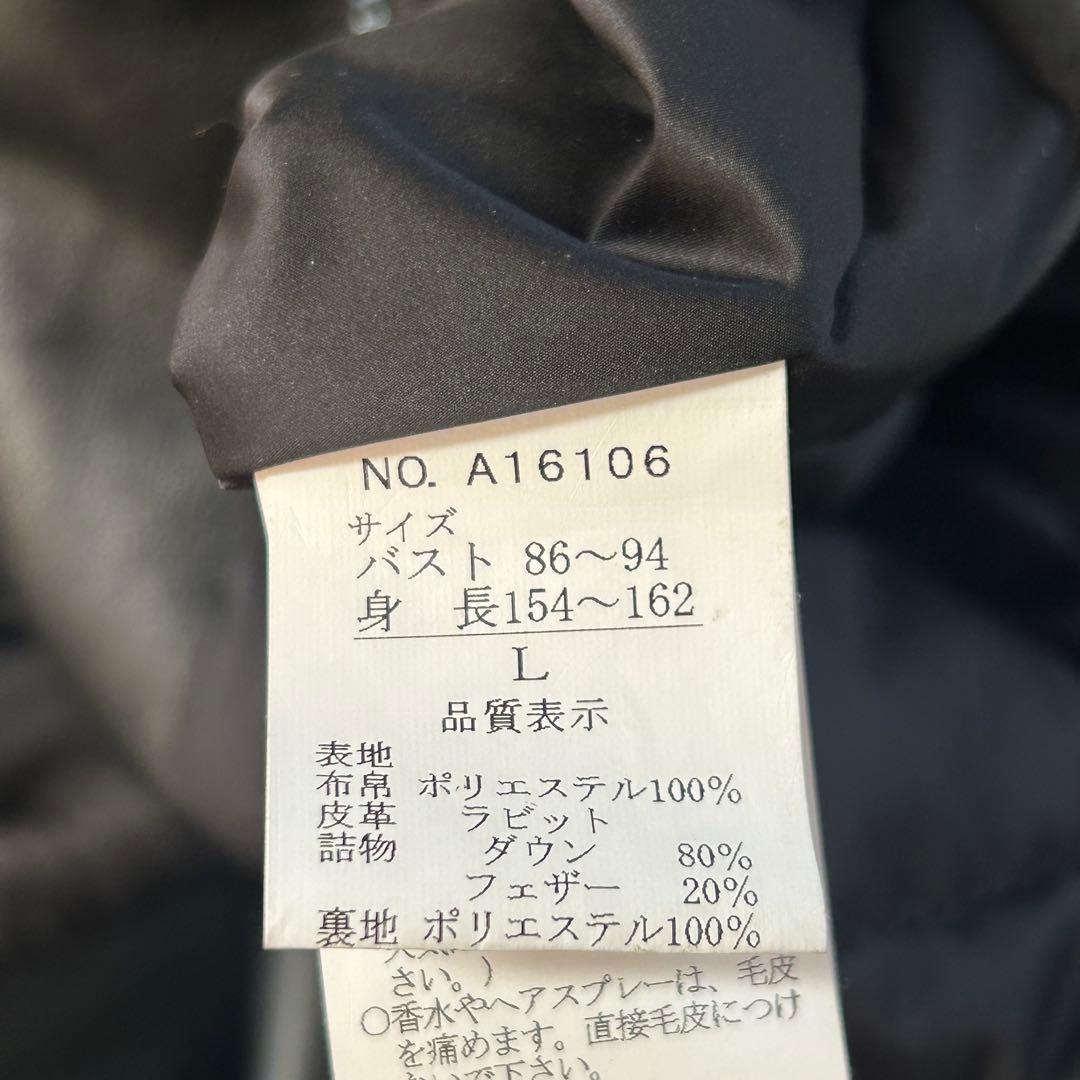 NO. A16106
サイズ
バスト 86〜94
身 長154〜162
L
品質表示
表地
布帛 ポリエステル100%
皮革 ラビット
詰物 ダウン 80%
フェザー 20%
裏地 ポリエステル100%
さい。)
○香水やヘアスプレーは、毛皮
を痛めます。直接毛皮につけ
ないで下さい。